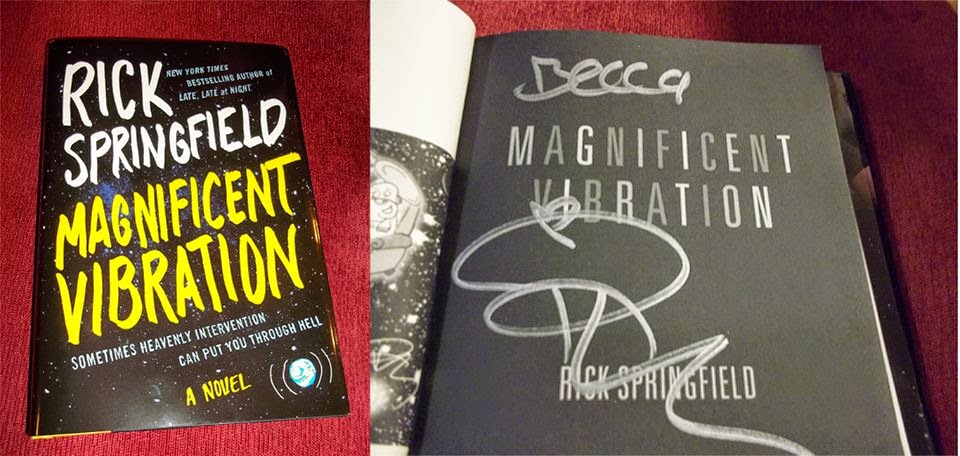 RICK
NEW YORK TIMES
BESTSELLING AUTHOR of
LATE, LATE at NIGHT
SPRINGFIELD
MAGNIFICENT
VIBRATION
SOMETIMES HEAVENLY INTERVENTION
CAN PUT YOU THROUGH HELL
A NOVEL
Becca
MAGNIFICENT
VIBRATION
RICK SPRINGFIELD